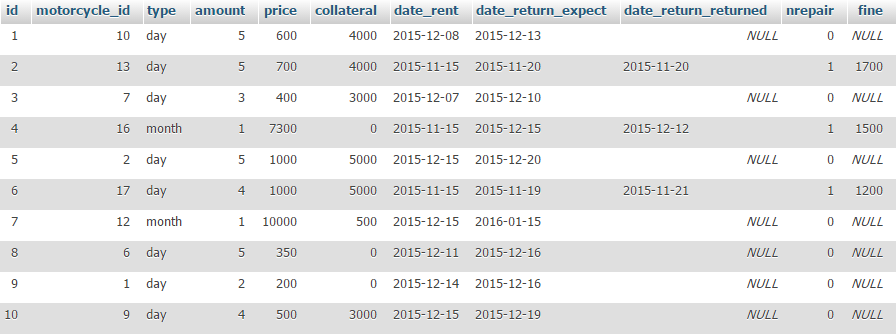 id motorcycle_id type amount price collateral date_rent date_return_expect date_return_returned nrepair fine
1 10 day 5 600 4000 2015-12-08 2015-12-13 NULL 0 NULL
2 13 day 5 700 4000 2015-11-15 2015-11-20 2015-11-20 1 1700
3 7 day 3 400 3000 2015-12-07 2015-12-10 NULL 0 NULL
4 16 month 1 7300 0 2015-11-15 2015-12-15 2015-12-12 1 1500
5 2 day 5 1000 5000 2015-12-15 2015-12-20 NULL 0 NULL
6 17 day 4 1000 5000 2015-11-15 2015-11-19 2015-11-21 1 1200
7 12 month 1 10000 500 2015-12-15 2016-01-15 NULL 0 NULL
8 6 day 5 350 0 2015-12-11 2015-12-16 NULL 0 NULL
9 1 day 2 200 0 2015-12-14 2015-12-16 NULL 0 NULL
10 9 day 4 500 3000 2015-12-15 2015-12-19 NULL 0 NULL